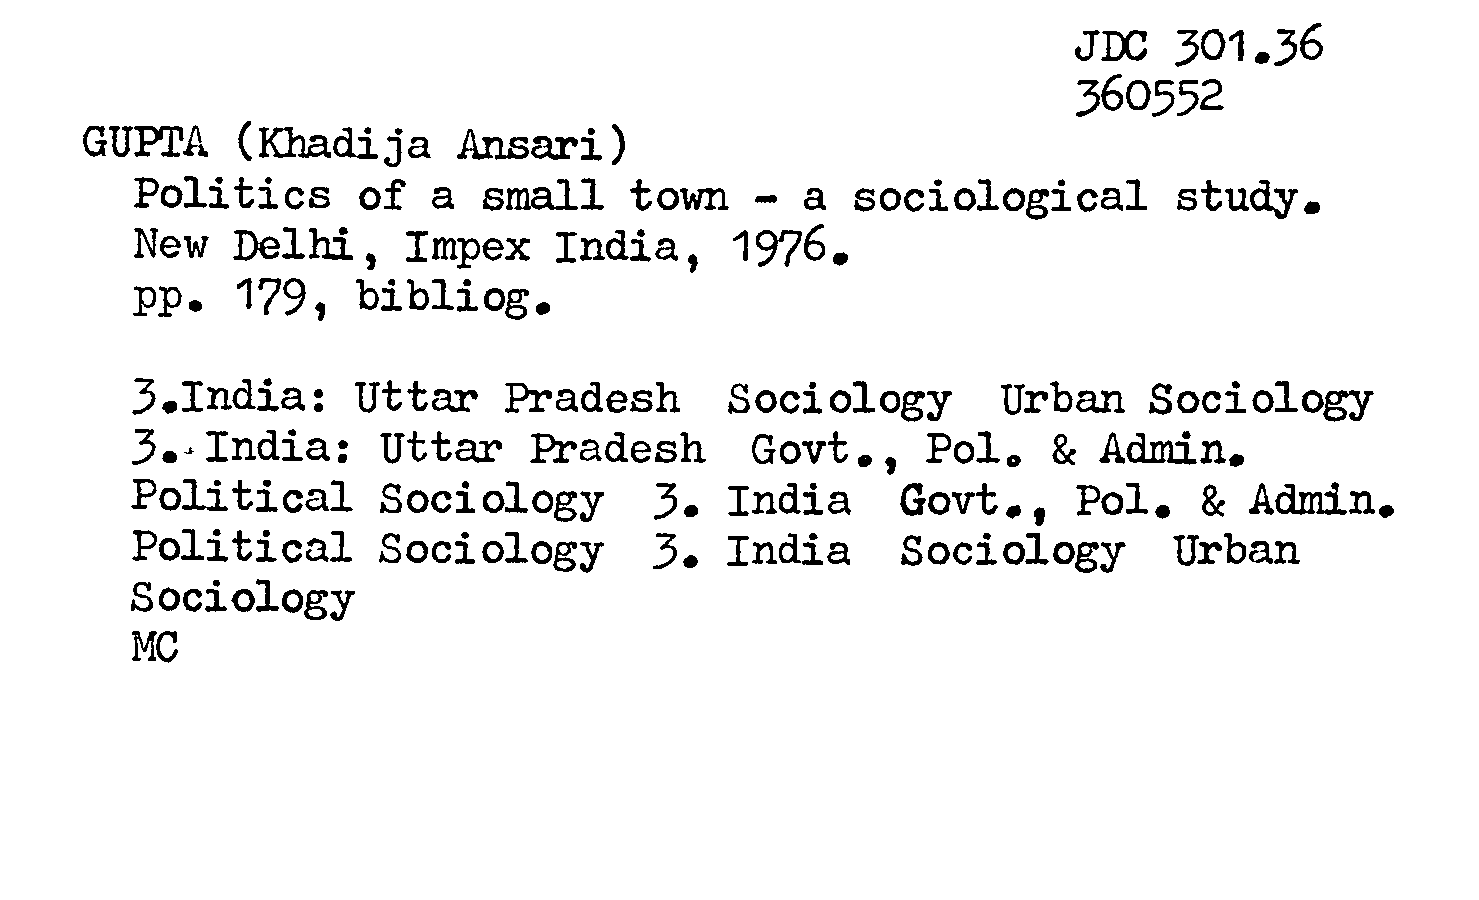 JDC 301.36
360552
GUPTA (Khadija Ansari)
Politics of a small town - a sociological study.
New Delhi, Impex India, 1976.
pp. 179, bibliog.
3.India: Uttar Pradesh Sociology Urban Sociology
3. India: Uttar Pradesh Govt., Pol. & Admin.
Political Sociology 3. India Govt., Pol. & Admin.
Political Sociology 3. India Sociology Urban
Sociology
MC